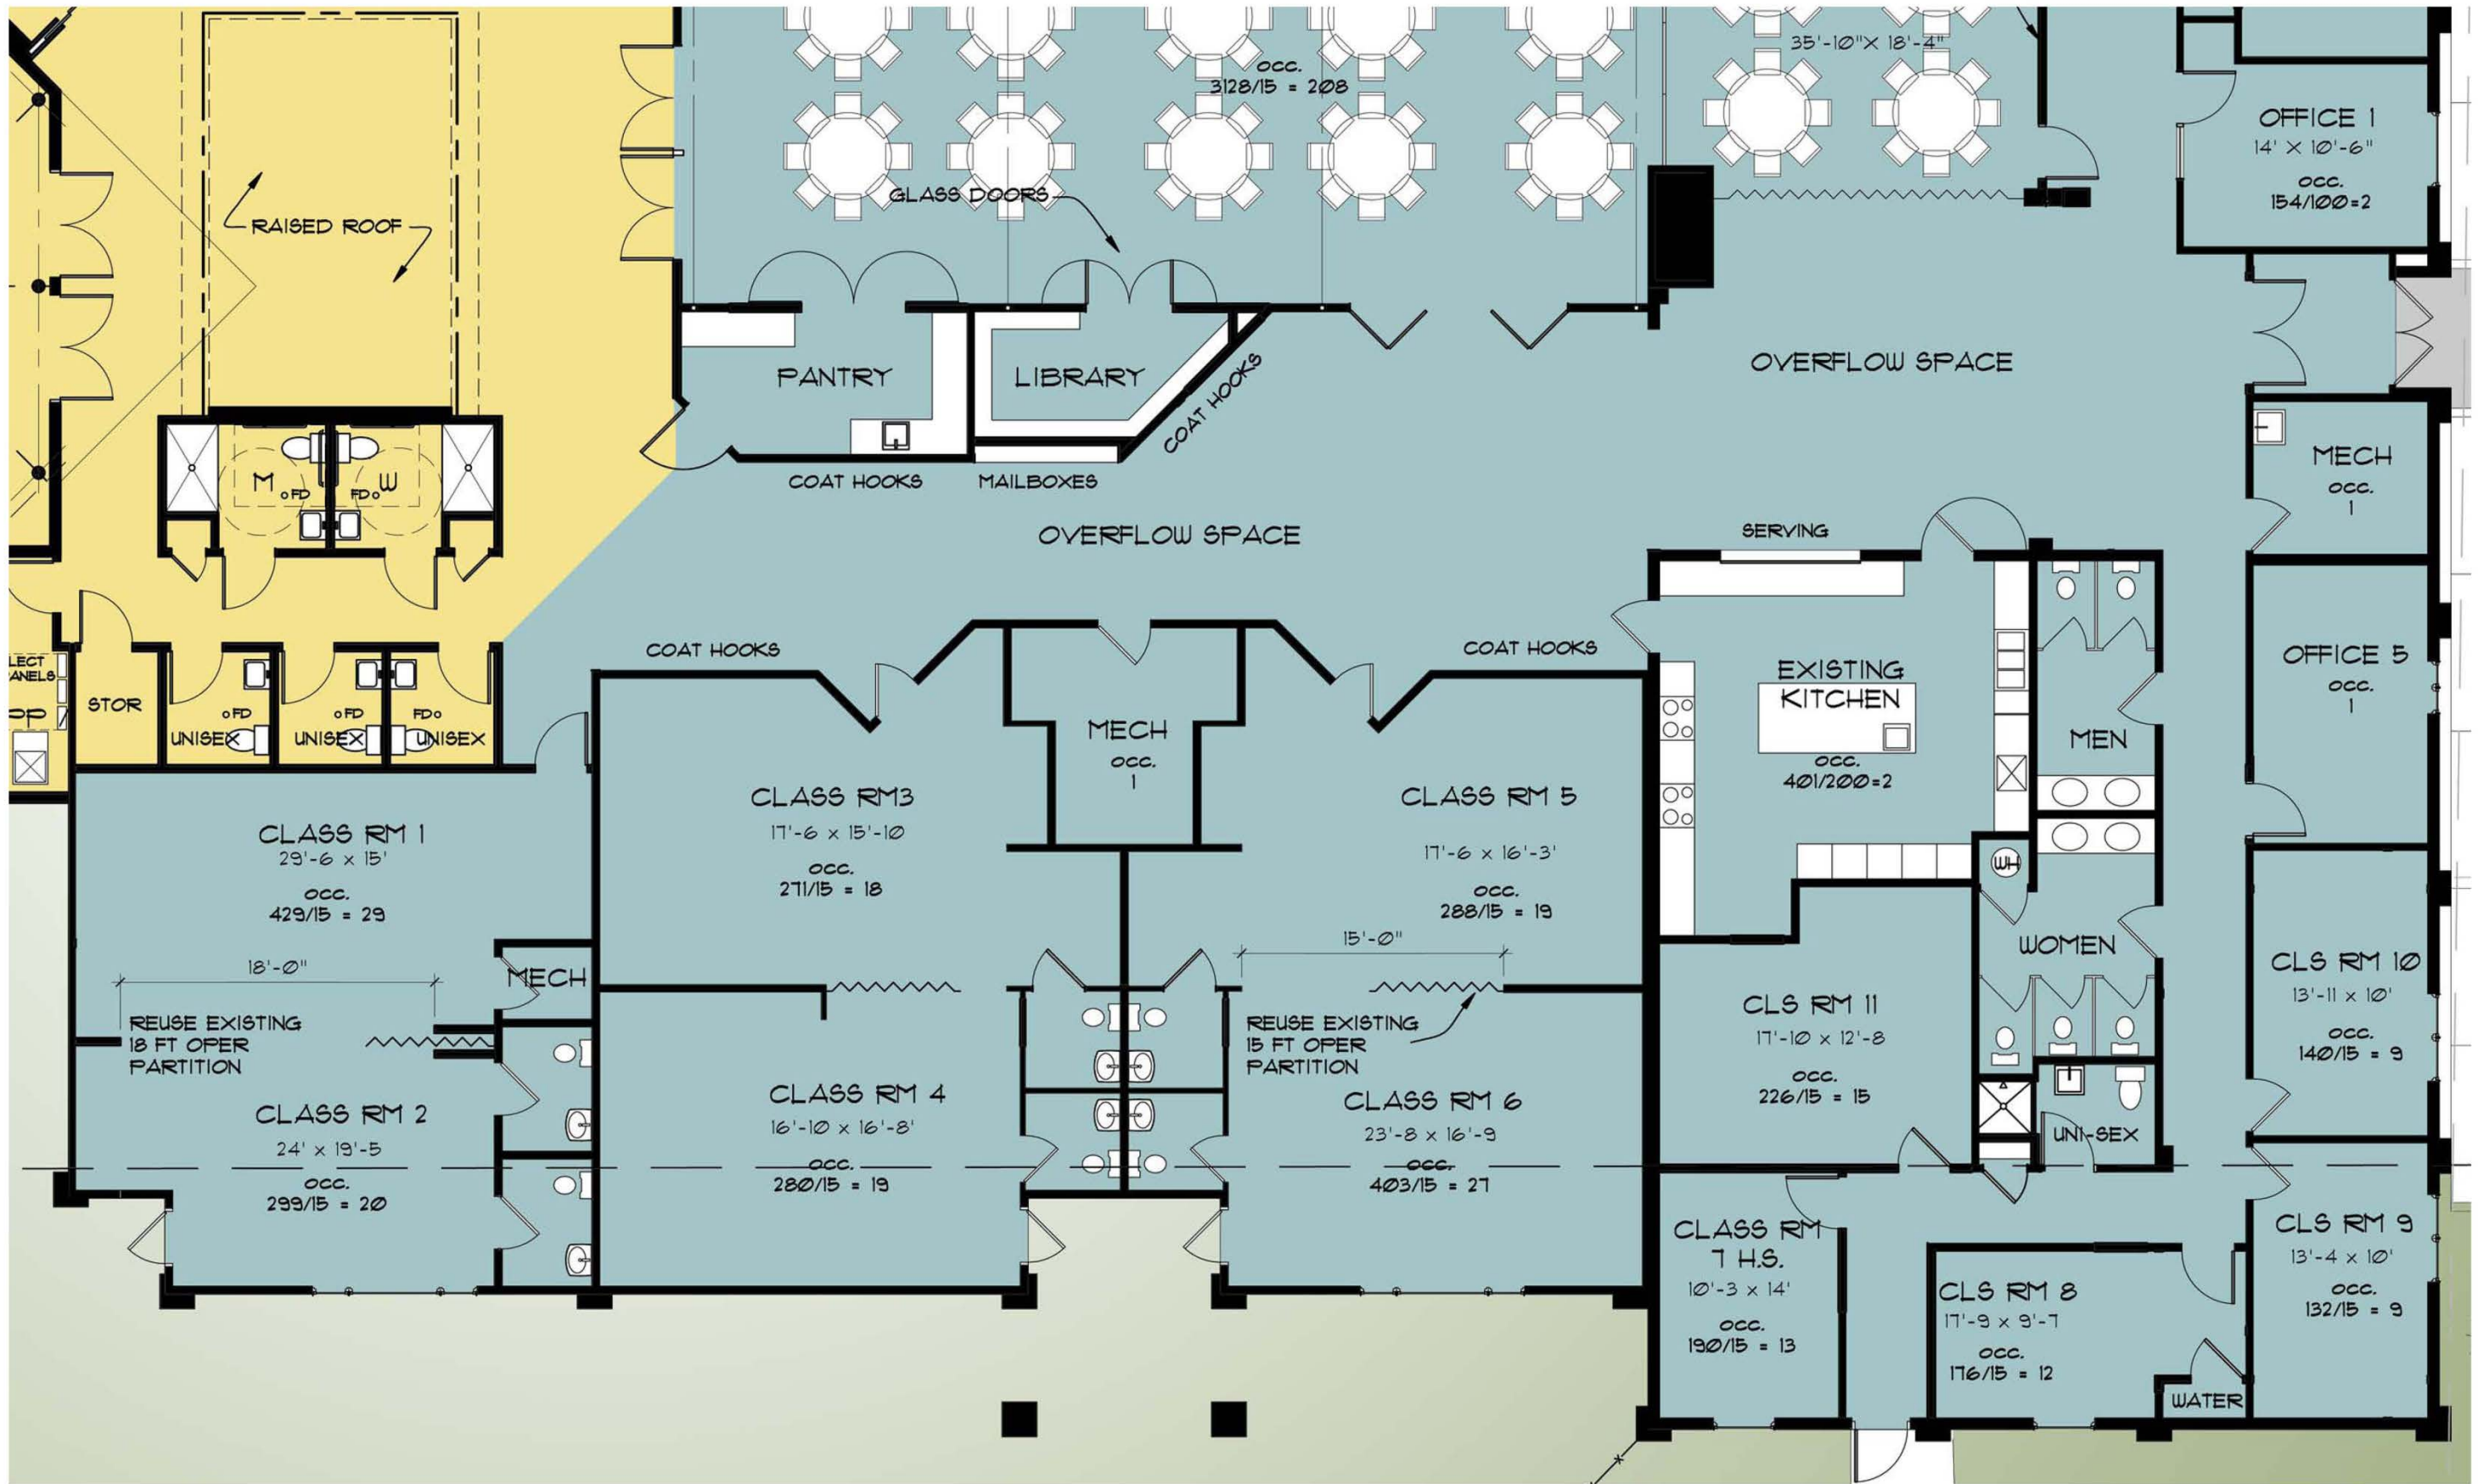 OCC.
3128/15 = 208
35'-10" X 18'-4"
OFFICE 1
14' X 10'-6"
OCC.
154/100=2
GLASS DOORS
RAISED ROOF
PANTRY
LIBRARY
COAT HOOKS
OVERFLOW SPACE
COAT HOOKS
MAILBOXES
M
FD
FD
W
MECH
OCC.
1
OVERFLOW SPACE
SERVING
COAT HOOKS
COAT HOOKS
LECT
ANELS
STOR
FD
UNISEX
FD
UNISEX
FD
UNISEX
MECH
OCC.
1
EXISTING
KITCHEN
OCC.
401/200=2
MEN
OFFICE 5
OCC.
1
CLASS RM 1
29'-6 x 15'
OCC.
429/15 = 29
CLASS RM3
17'-6 x 15'-10
OCC.
271/15 = 18
CLASS RM 5
17'-6 x 16'-3'
OCC.
288/15 = 19
WH
WOMEN
CLS RM 10
13'-11 x 10'
OCC.
140/15 = 9
18'-0"
MECH
15'-0"
REUSE EXISTING
18 FT OPER
PARTITION
REUSE EXISTING
15 FT OPER
PARTITION
CLS RM 11
17'-10 x 12'-8
OCC.
226/15 = 15
CLASS RM 2
24' x 19'-5
OCC.
299/15 = 20
CLASS RM 4
16'-10 x 16'-8'
OCC.
280/15 = 19
CLASS RM 6
23'-8 x 16'-9
OCC.
403/15 = 27
UNI-SEX
CLASS RM
7 H.S.
10'-3 x 14'
OCC.
190/15 = 13
CLS RM 8
17'-9 x 9'-7
OCC.
176/15 = 12
WATER
CLS RM 9
13'-4 x 10'
OCC.
132/15 = 9